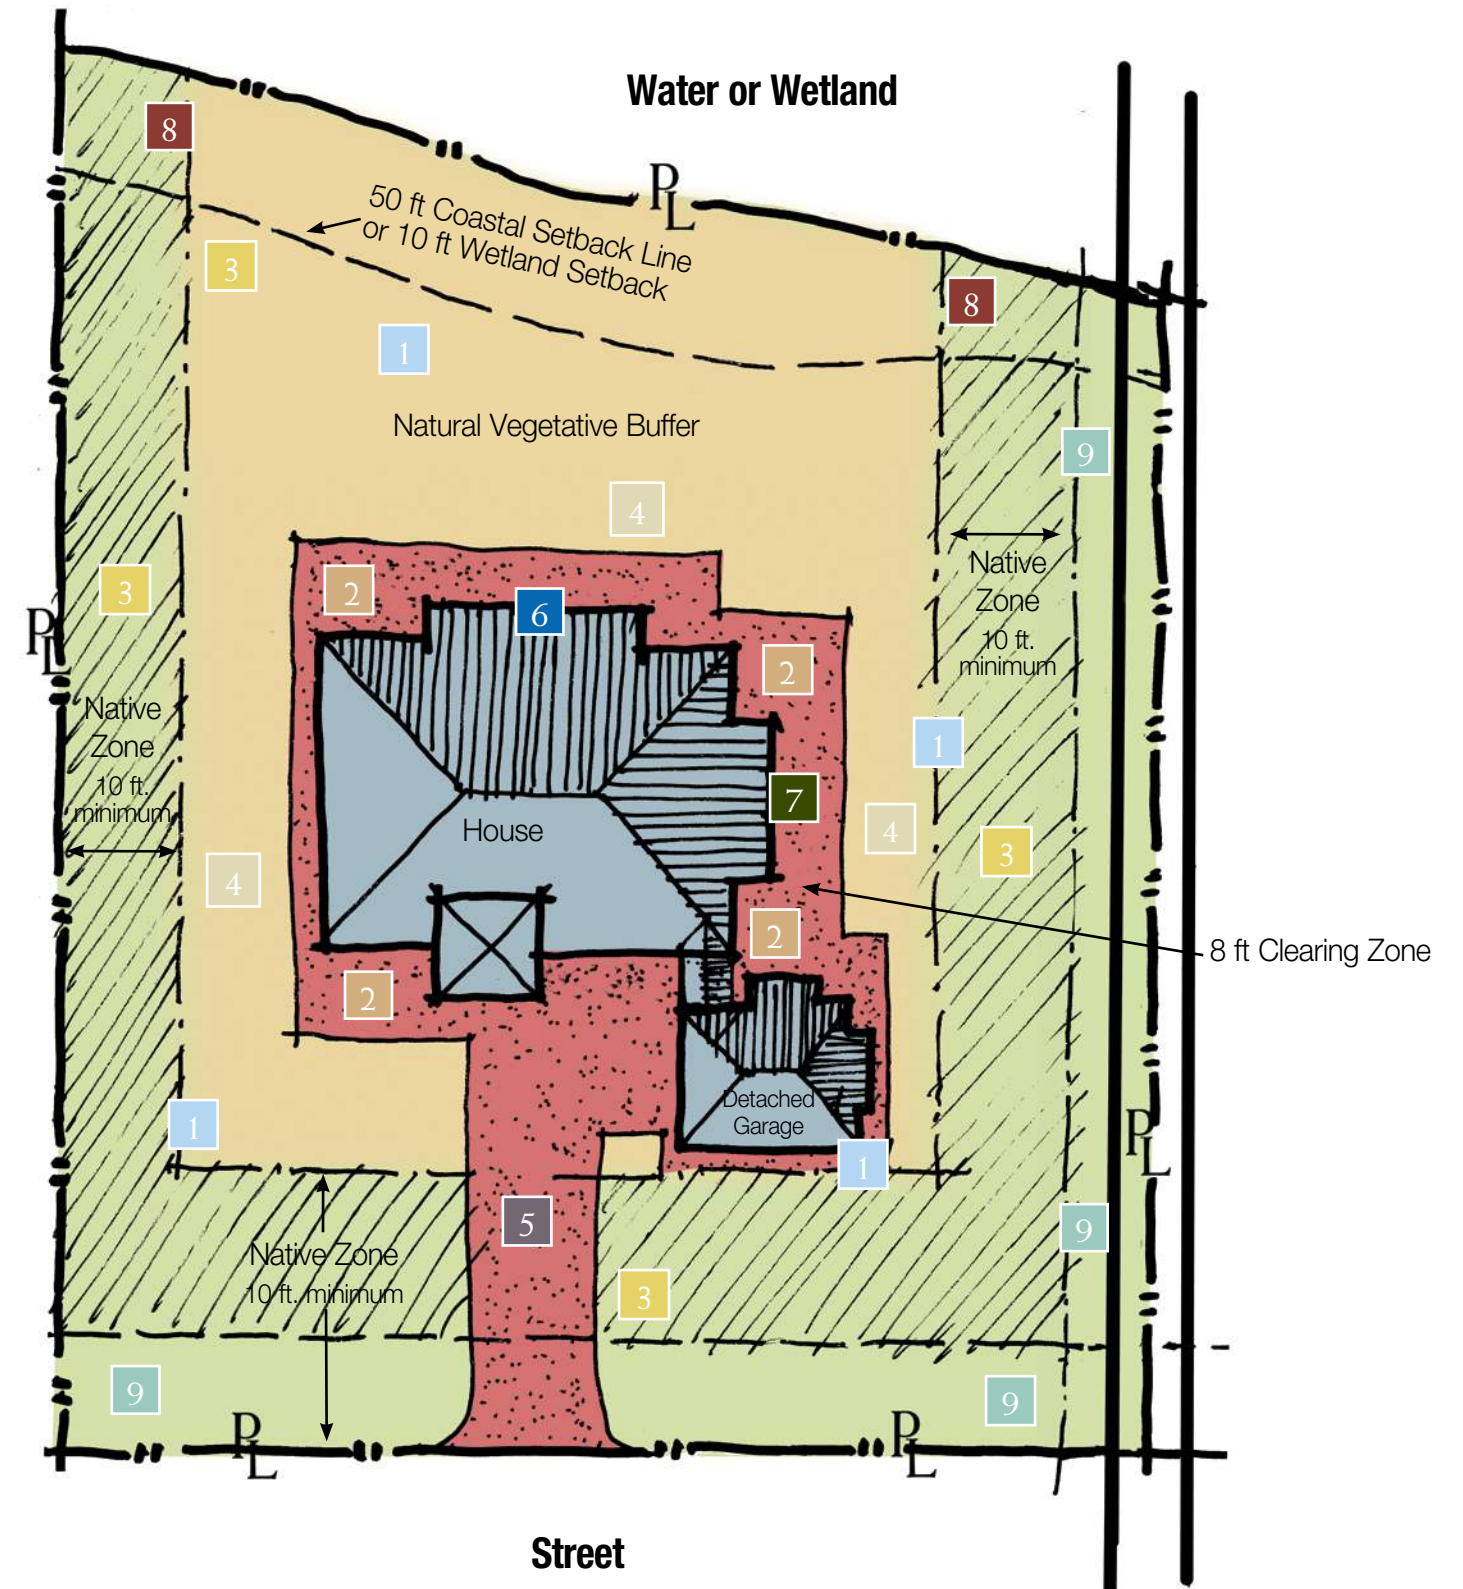 Water or Wetland
8
PL
50 ft Coastal Setback Line
or 10 ft Wetland Setback
3
8
1
Natural Vegetative Buffer
9
4
Native
Zone
10 ft.
minimum
2
6
3
PL
2
Native
Zone
10 ft.
minimum
1
7
House
4
3
4
2
8 ft Clearing Zone
2
Detached
Garage
1
PL
1
5
9
Native Zone
10 ft. minimum
3
9
9
PL
PL
Street